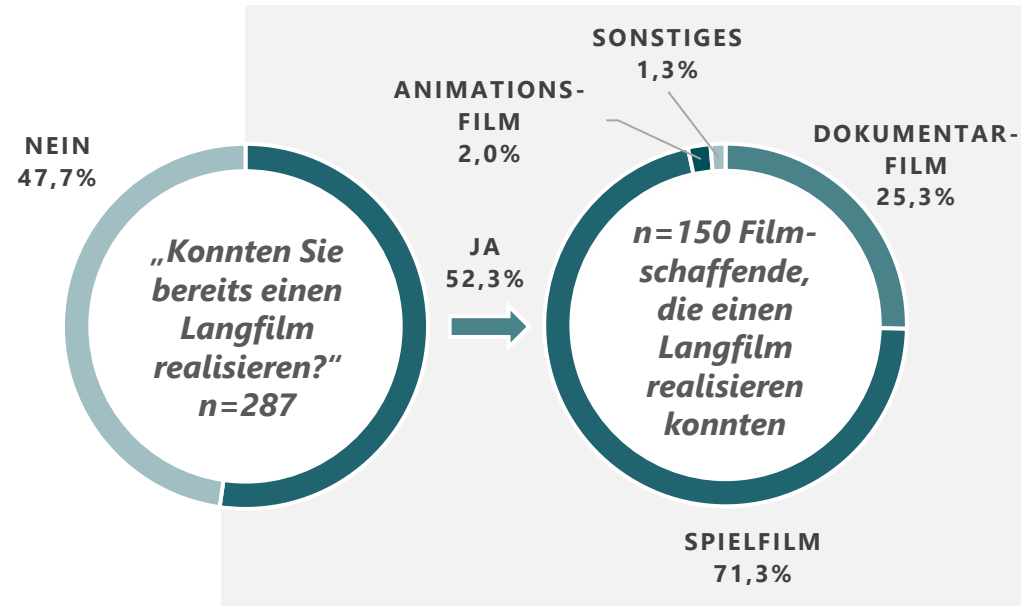 NEIN
47,7%
„Konnten Sie
bereits einen
Langfilm
realisieren?“
n=287
JA
52,3%
ANIMATIONS-
FILM
2,0%
SONSTIGES
1,3%
DOKUMENTAR-
FILM
25,3%
n=150 Film-
schaffende,
die einen
Langfilm
realisieren
konnten
SPIELFILM
71,3%